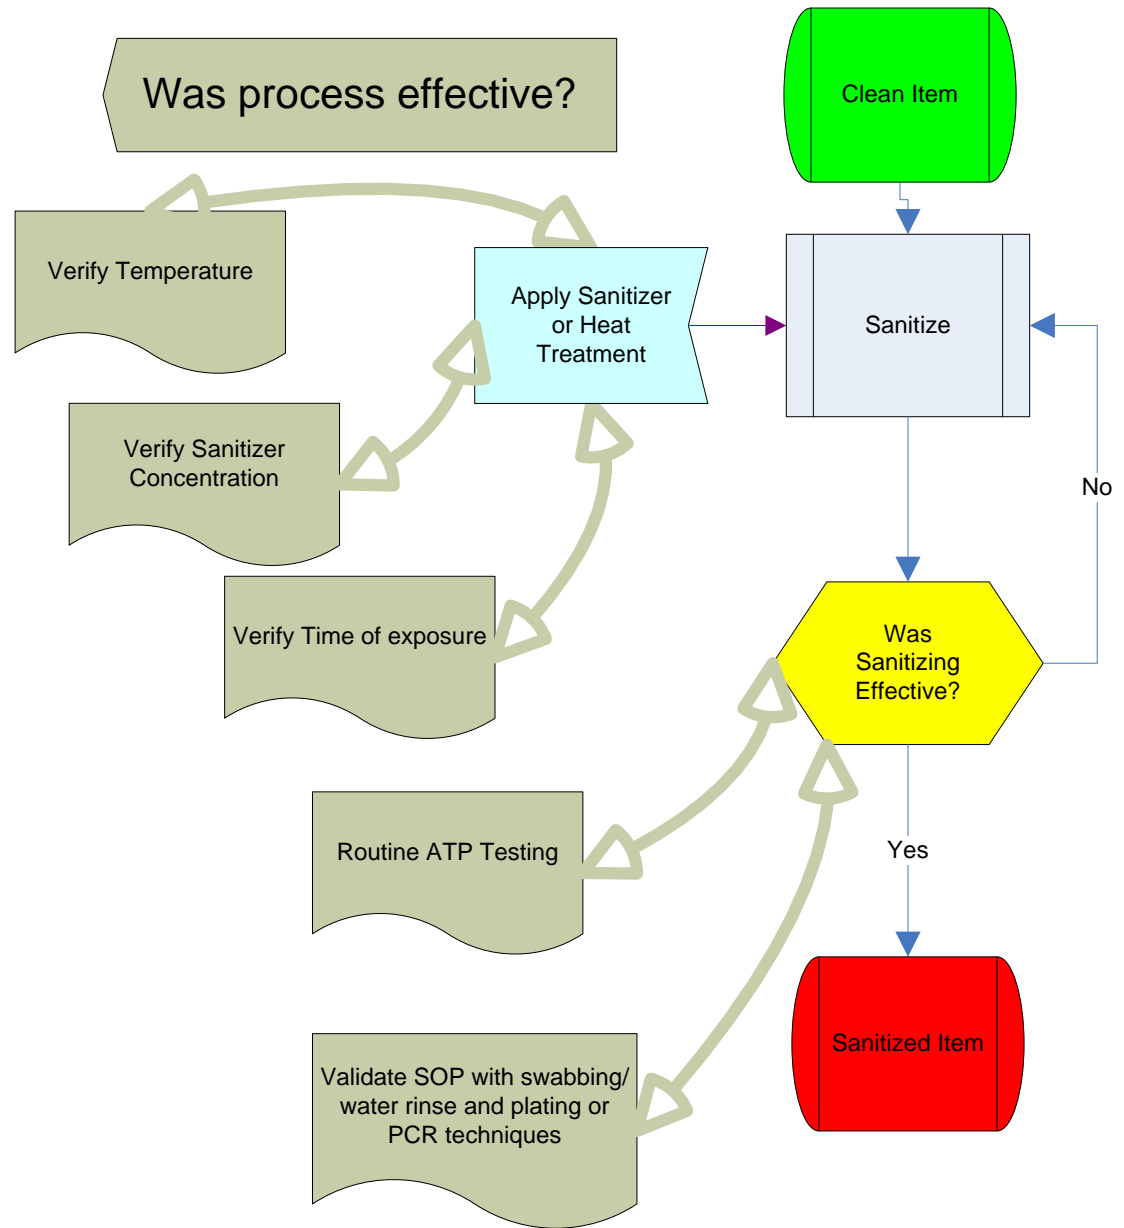 Was process effective?
Clean Item
Verify Temperature
Apply Sanitizer
or Heat
Treatment
Sanitize
Verify Sanitizer
Concentration
No
Verify Time of exposure
Was
Sanitizing
Effective?
Routine ATP Testing
Yes
Sanitized Item
Validate SOP with swabbing/
water rinse and plating or
PCR techniques